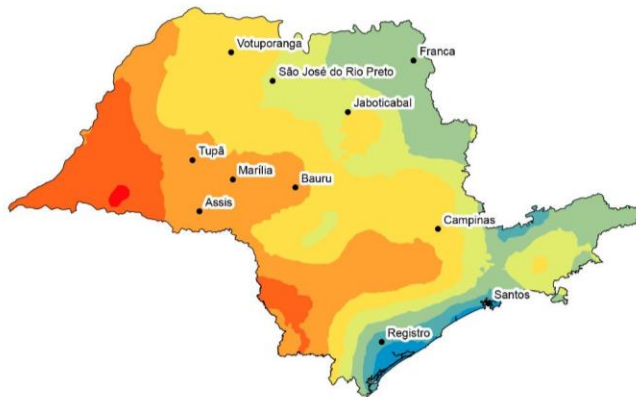 Votuporanga
Franca
São José do Rio Preto
Jaboticabal
Tupã
Marília
Bauru
Assis
Campinas
Santos
Registro